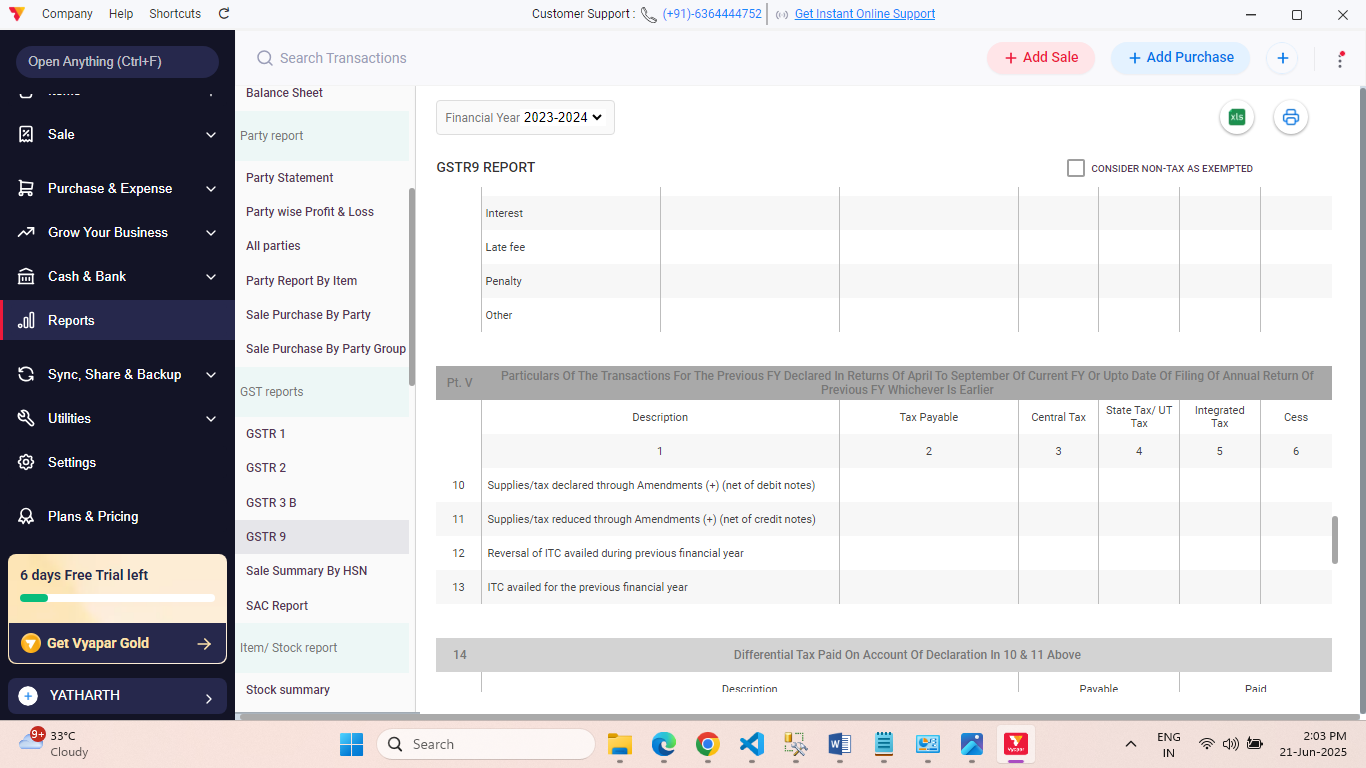 Company Help Shortcuts
Customer Support : (+91)-6364444752 Get Instant Online Support
Open Anything (Ctrl+F)
Sale
Purchase & Expense
Grow Your Business
Cash & Bank
Reports
Sync, Share & Backup
Utilities
Settings
Plans & Pricing
6 days Free Trial left
Get Vyapar Gold
YATHARTH
Search Transactions
Add Sale
Add Purchase
Balance Sheet
Party report
Party Statement
Party wise Profit & Loss
All parties
Party Report By Item
Sale Purchase By Party
Sale Purchase By Party Group
GST reports
GSTR 1
GSTR 2
GSTR 3 B
GSTR 9
Sale Summary By HSN
SAC Report
Item/ Stock report
Stock summary
Financial Year 2023-2024
xls
GSTR9 REPORT
CONSIDER NON-TAX AS EXEMPTED
Interest
Late fee
Penalty
Other
Pt. V
Particulars Of The Transactions For The Previous FY Declared In Returns Of April To September Of Current FY Or Upto Date Of Filing Of Annual Return Of
Previous FY Whichever Is Earlier
Description Tax Payable Central Tax State Tax/ UT Tax Integrated Tax Cess
1 2 3 4 5 6
10 Supplies/tax declared through Amendments (+) (net of debit notes)
11 Supplies/tax reduced through Amendments (+) (net of credit notes)
12 Reversal of ITC availed during previous financial year
13 ITC availed for the previous financial year
14 Differential Tax Paid On Account Of Declaration In 10 & 11 Above
Description Payable Paid
9+
33°C
Cloudy
Search
Vyapar
ENG
IN
2:03 PM
21-Jun-2025